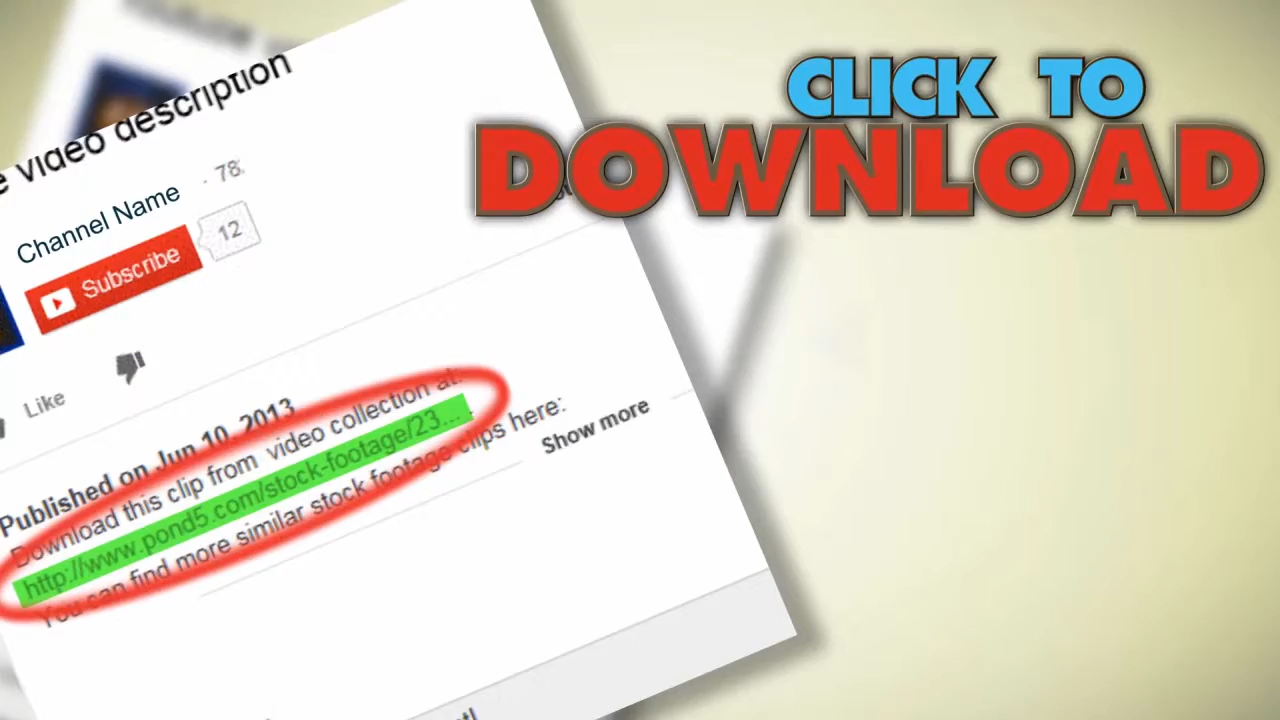 CLICK TO
DOWNLOAD
e video description
Channel Name
Subscribe
12
Like
Published on Jun 10, 2013
Download this clip from video collection at:
http://www.pond5.com/stock-footage/23...
You can find more similar stock footage clips here:
Show more